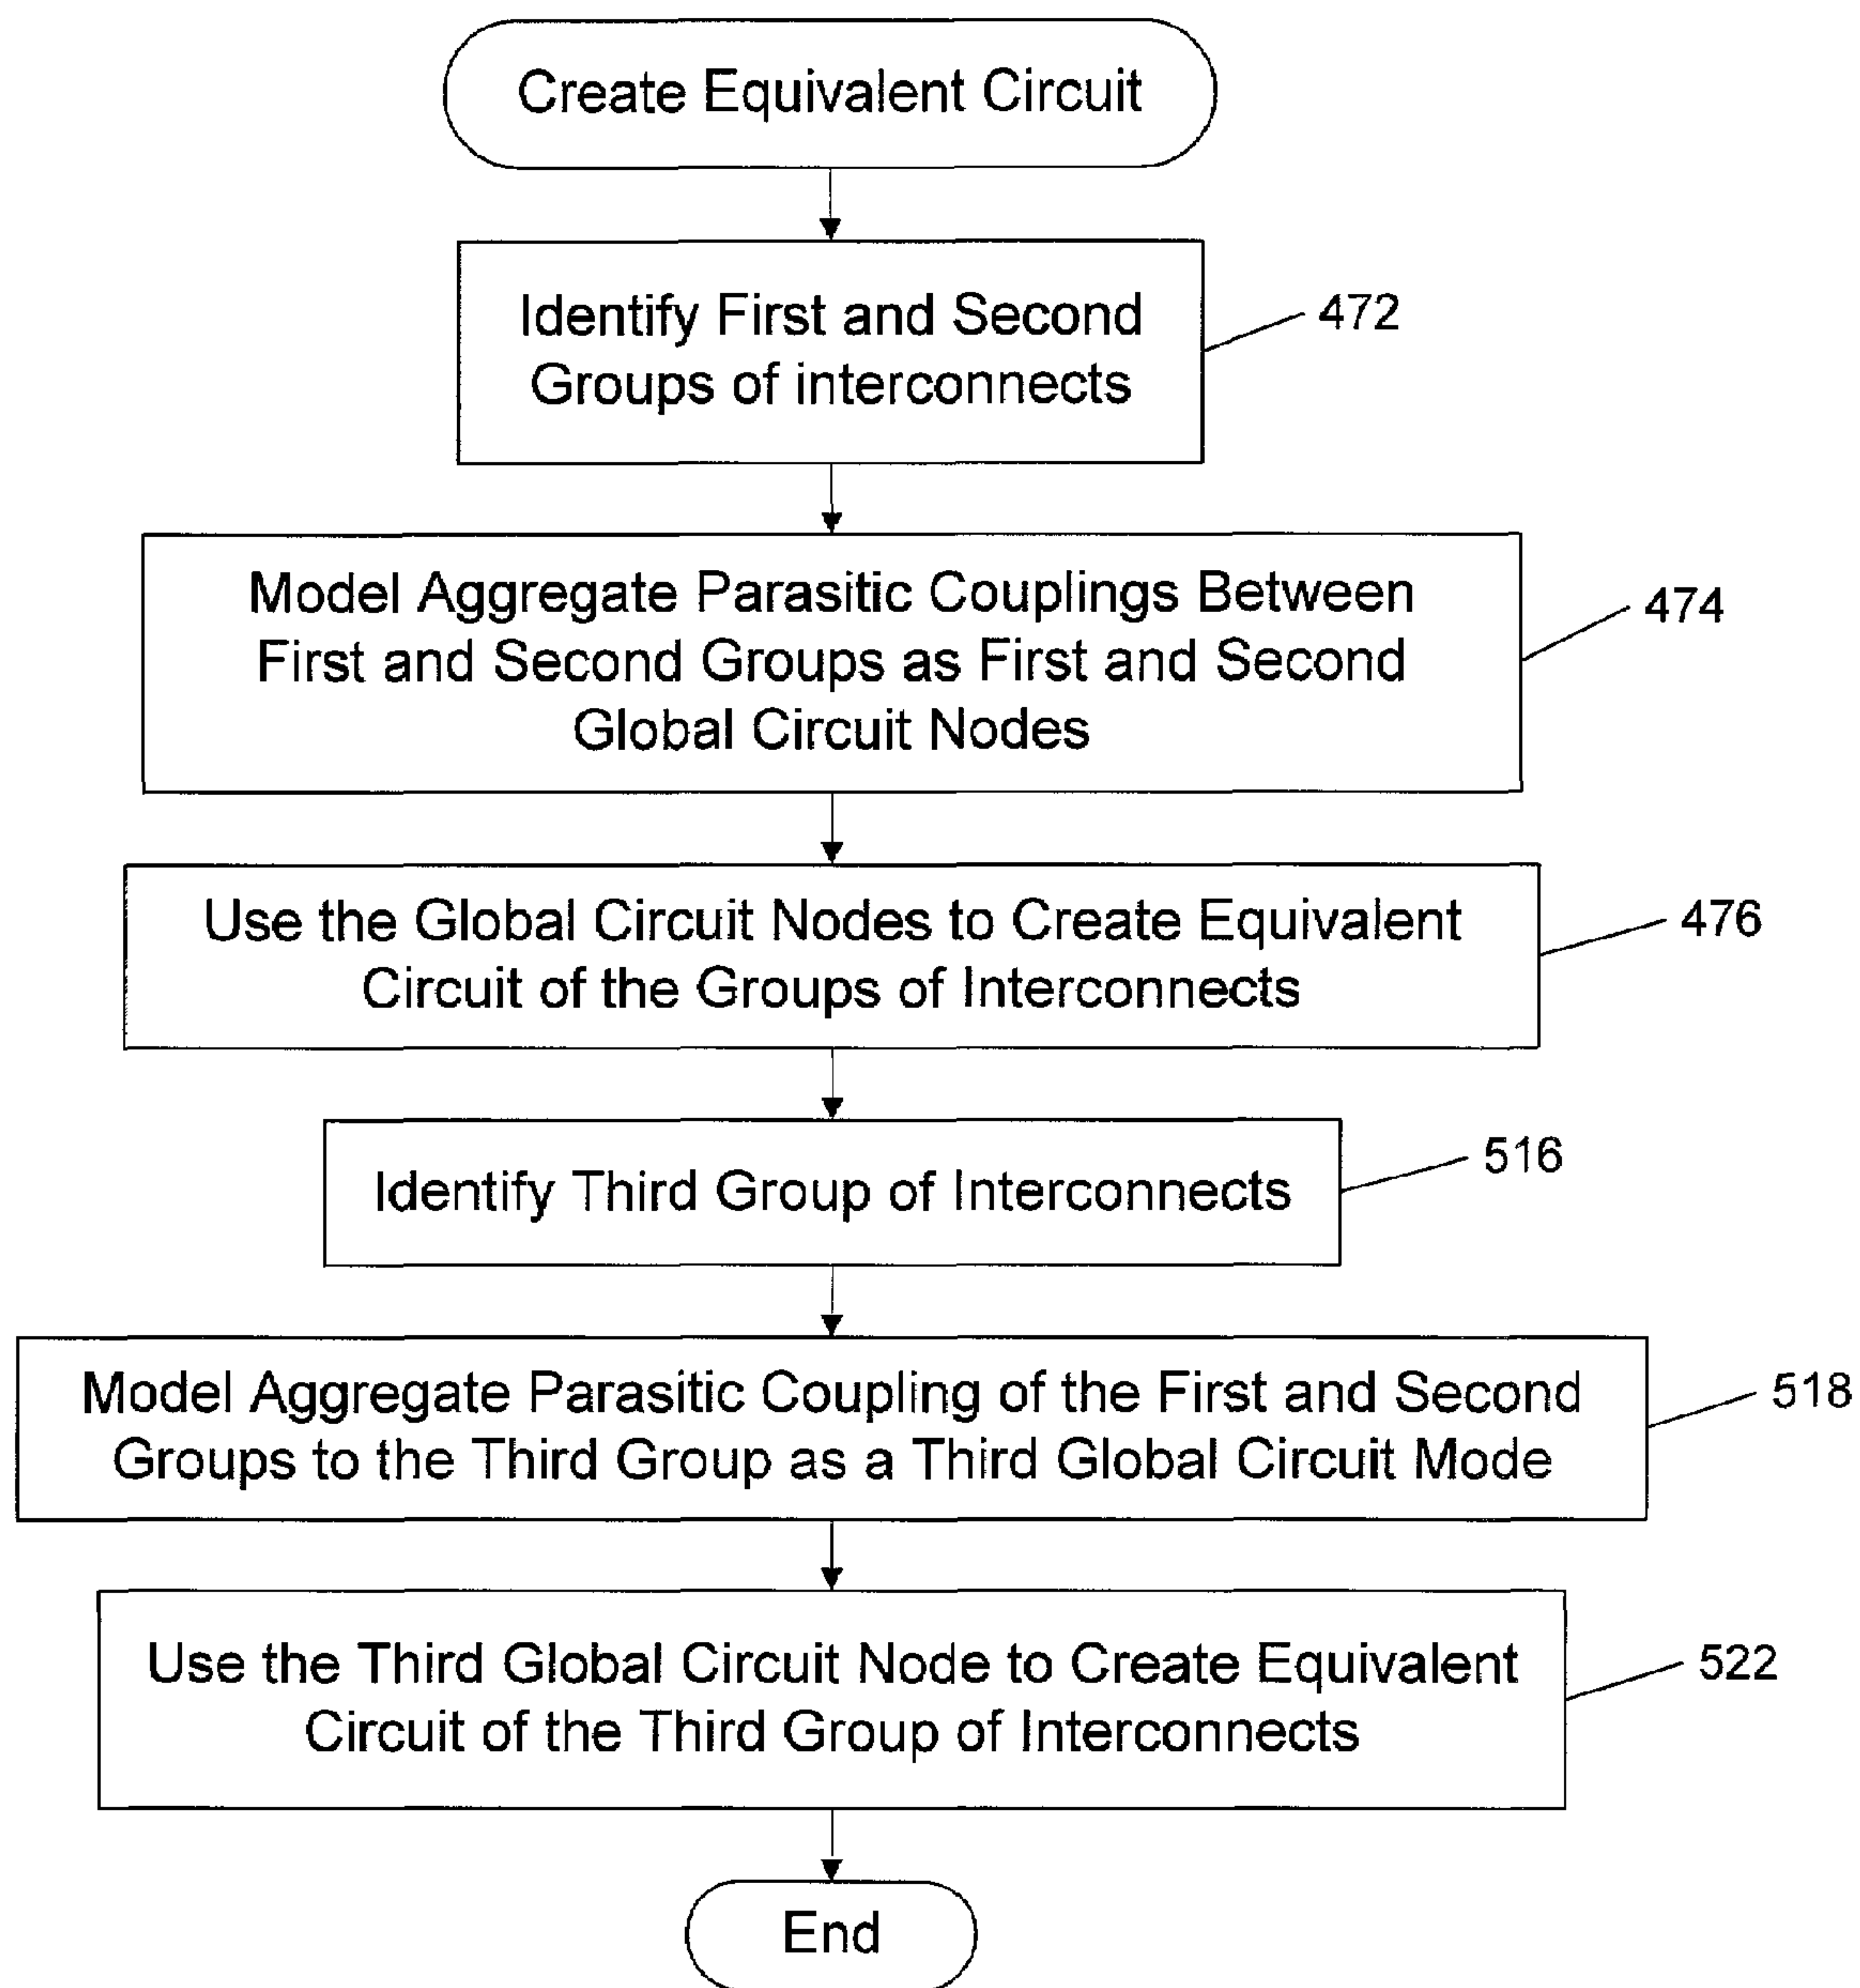 Create Equivalent Circuit
Identify First and Second
Groups of interconnects
472
Model Aggregate Parasitic Couplings Between
First and Second Groups as First and Second
Global Circuit Nodes
474
Use the Global Circuit Nodes to Create Equivalent
Circuit of the Groups of Interconnects
476
Identify Third Group of Interconnects
516
Model Aggregate Parasitic Coupling of the First and Second
Groups to the Third Group as a Third Global Circuit Mode
518
Use the Third Global Circuit Node to Create Equivalent
Circuit of the Third Group of Interconnects
522
End